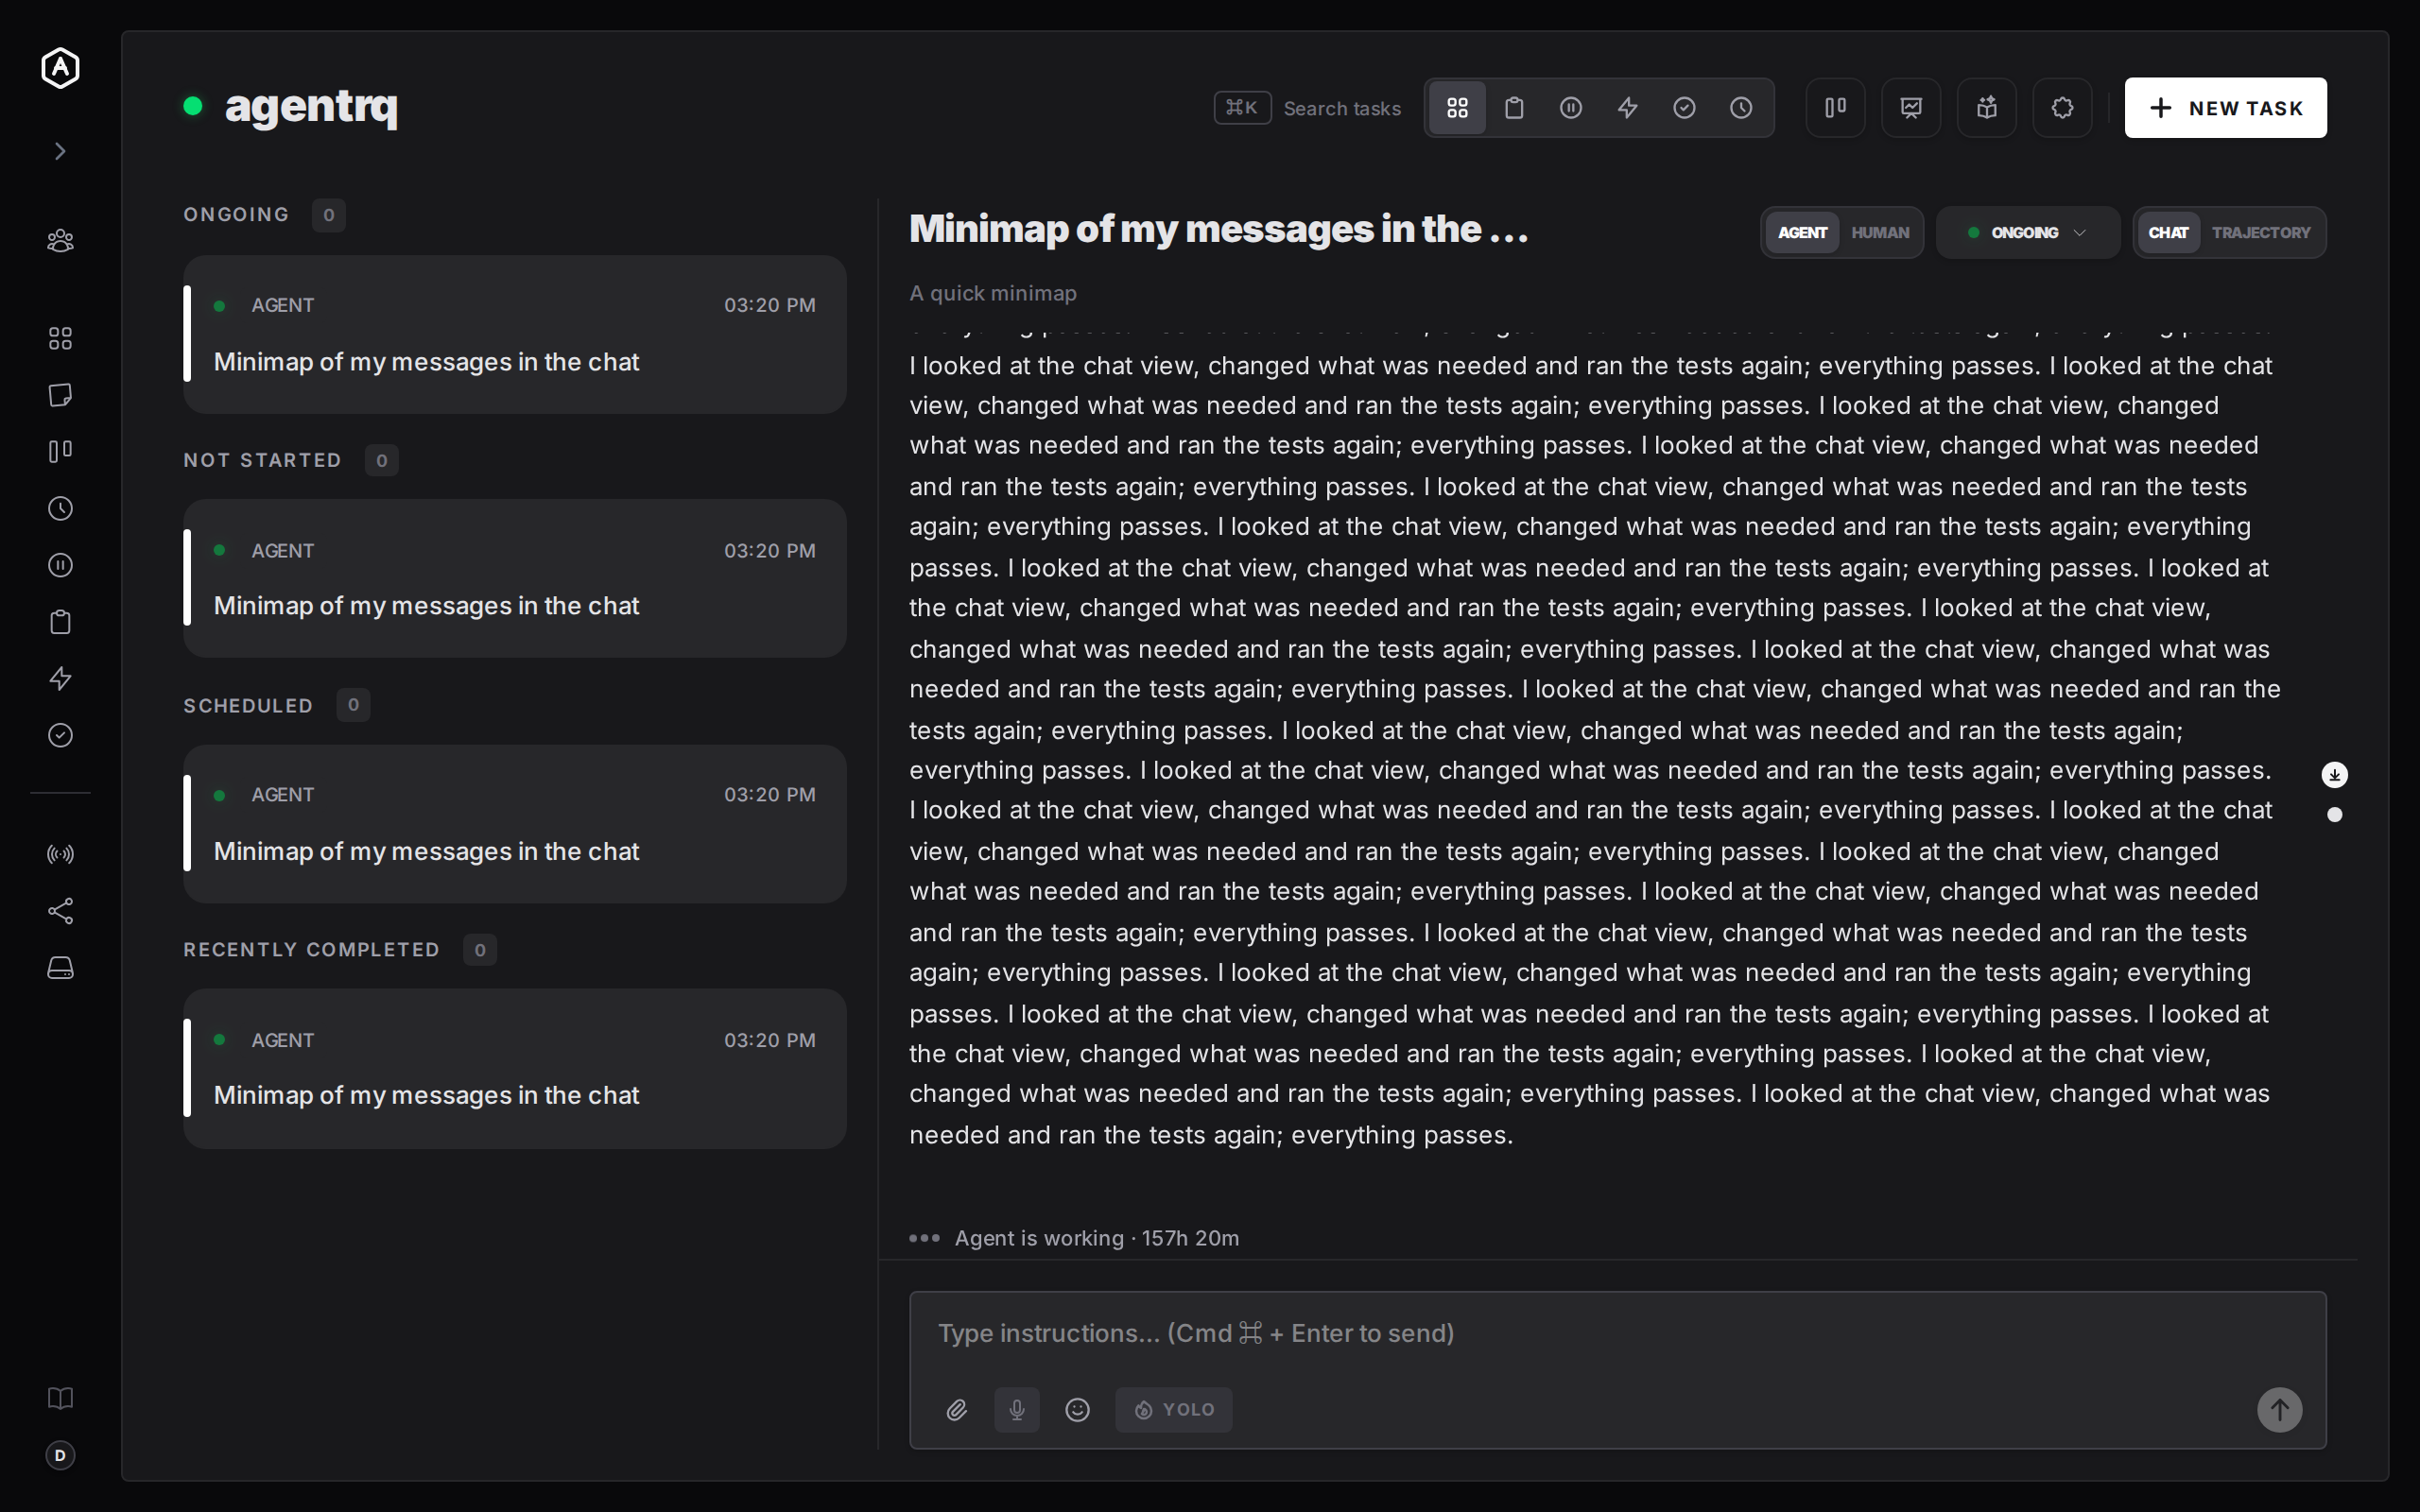 agentrq
⌘K Search tasks
NEW TASK
ONGOING 0
AGENT 03:20 PM
Minimap of my messages in the chat
NOT STARTED 0
AGENT 03:20 PM
Minimap of my messages in the chat
SCHEDULED 0
AGENT 03:20 PM
Minimap of my messages in the chat
RECENTLY COMPLETED 0
AGENT 03:20 PM
Minimap of my messages in the chat
D
Minimap of my messages in the ...
AGENT HUMAN ONGOING CHAT TRAJECTORY
A quick minimap
I looked at the chat view, changed what was needed and ran the tests again; everything passes. I looked at the chat
view, changed what was needed and ran the tests again; everything passes. I looked at the chat view, changed
what was needed and ran the tests again; everything passes. I looked at the chat view, changed what was needed
and ran the tests again; everything passes. I looked at the chat view, changed what was needed and ran the tests
again; everything passes. I looked at the chat view, changed what was needed and ran the tests again; everything
passes. I looked at the chat view, changed what was needed and ran the tests again; everything passes. I looked at
the chat view, changed what was needed and ran the tests again; everything passes. I looked at the chat view,
changed what was needed and ran the tests again; everything passes. I looked at the chat view, changed what was
needed and ran the tests again; everything passes. I looked at the chat view, changed what was needed and ran the
tests again; everything passes. I looked at the chat view, changed what was needed and ran the tests again;
everything passes. I looked at the chat view, changed what was needed and ran the tests again; everything passes.
I looked at the chat view, changed what was needed and ran the tests again; everything passes. I looked at the chat
view, changed what was needed and ran the tests again; everything passes. I looked at the chat view, changed
what was needed and ran the tests again; everything passes. I looked at the chat view, changed what was needed
and ran the tests again; everything passes. I looked at the chat view, changed what was needed and ran the tests
again; everything passes. I looked at the chat view, changed what was needed and ran the tests again; everything
passes. I looked at the chat view, changed what was needed and ran the tests again; everything passes. I looked at
the chat view, changed what was needed and ran the tests again; everything passes. I looked at the chat view,
changed what was needed and ran the tests again; everything passes. I looked at the chat view, changed what was
needed and ran the tests again; everything passes.
Agent is working · 157h 20m
Type instructions... (Cmd ⌘ + Enter to send)
YOLO